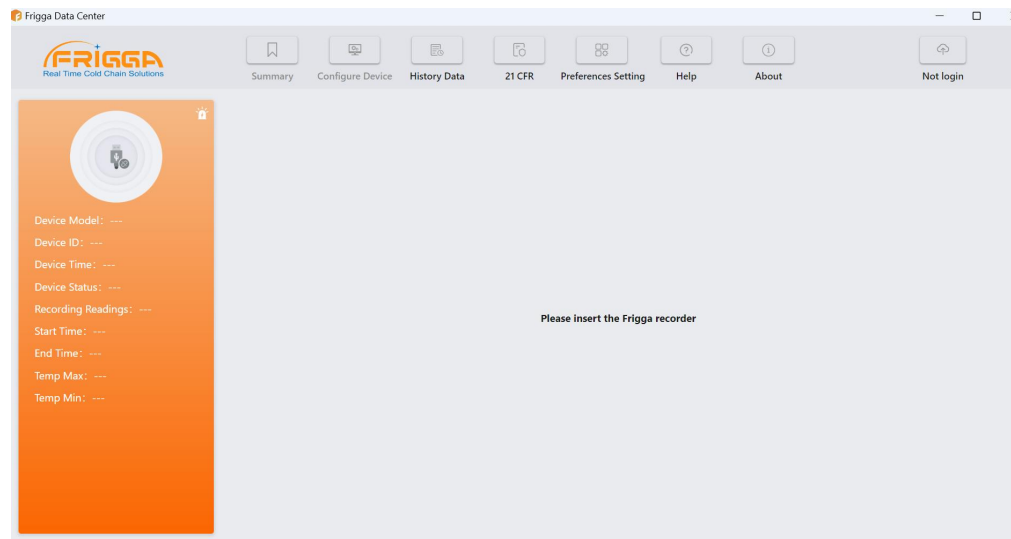 Frigga Data Center
FRIGGA
Real Time Cold Chain Solutions
Summary
Configure Device
History Data
21 CFR
Preferences Setting
Help
About
Not login
Device Model: ---
Device ID: ---
Device Time: ---
Device Status: ---
Recording Readings: ---
Start Time: ---
End Time: ---
Temp Max: ---
Temp Min: ---
Please insert the Frigga recorder